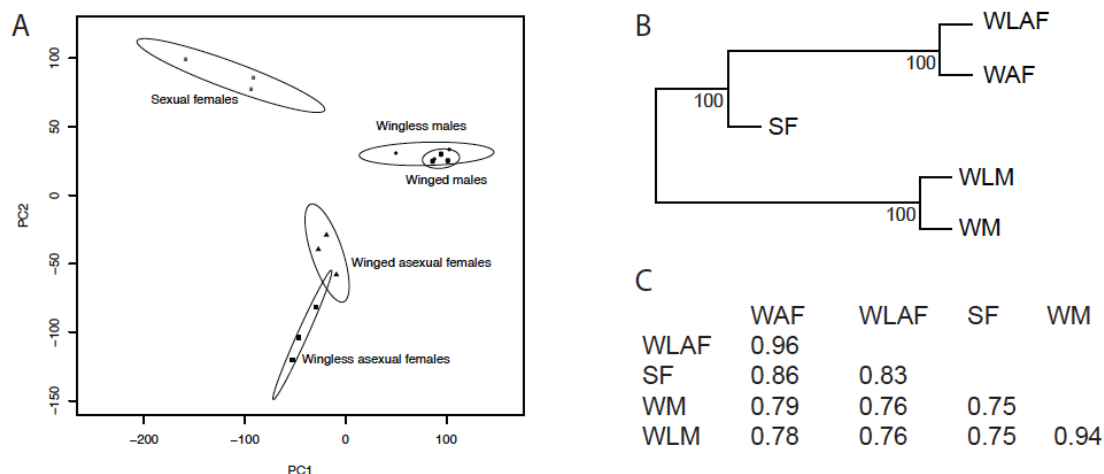 A
100
50
0
−50
−100
−150
PC2
Sexual females
Wingless males
Winged males
Winged asexual females
Wingless asexual females
−200 −100 0 100
PC1
B
WLAF
100
WAF
100
SF
WLM
100
WM
C
WAF WLAF SF WM
WLAF 0.96
SF 0.86 0.83
WM 0.79 0.76 0.75
WLM 0.78 0.76 0.75 0.94